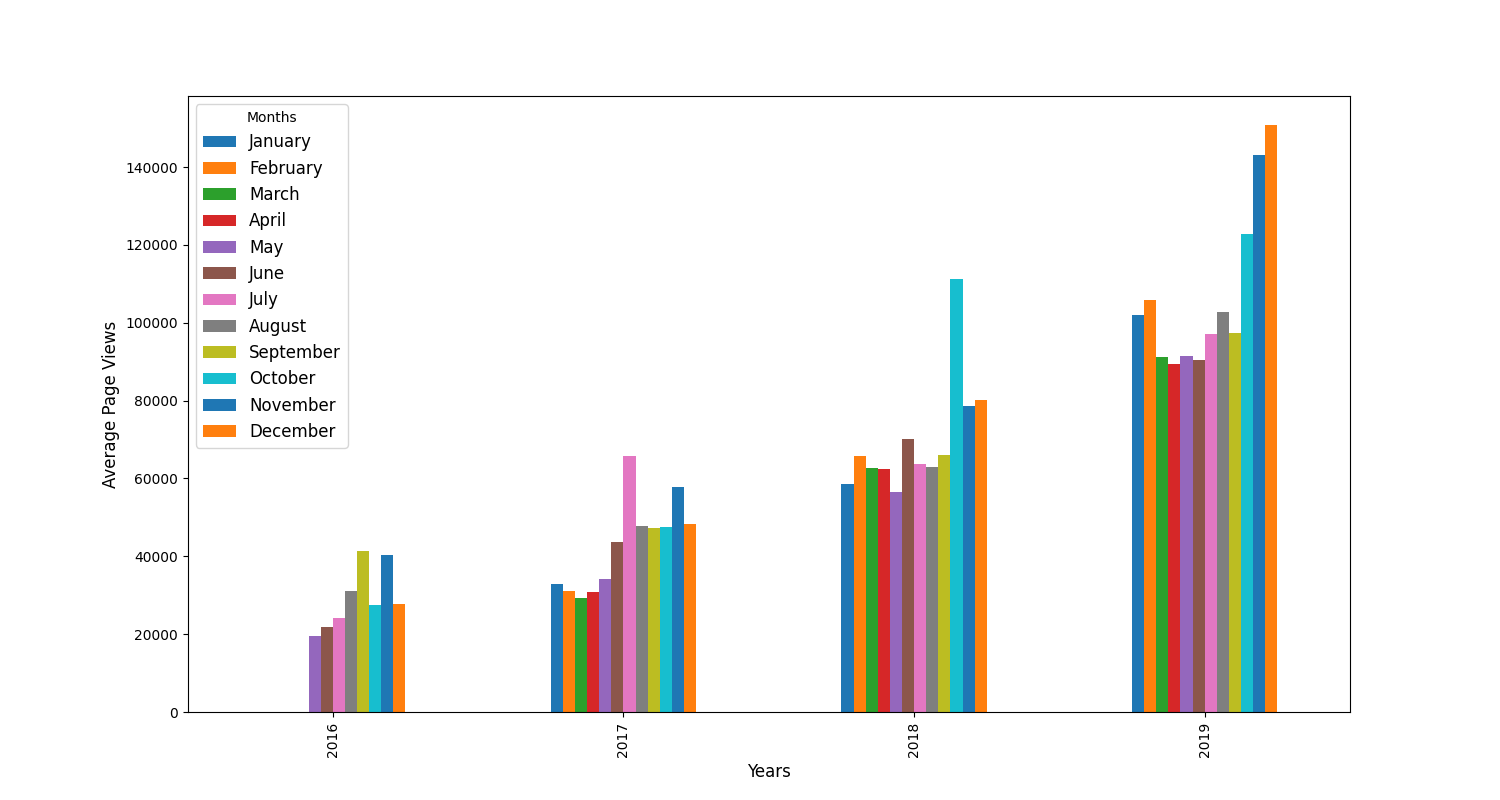 Months
January
February
March
April
May
June
July
August
September
October
November
December
Average Page Views
140000
120000
100000
80000
60000
40000
20000
0
2016
2017
2018
2019
Years